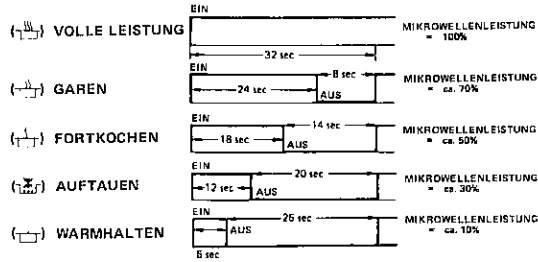 EIN
VOLLE LEISTUNG
MIKROWELLENLEISTUNG
= 100%
32 sec
EIN
8 sec
GAREN
24 sec
AUS
MIKROWELLENLEISTUNG
= ca. 70%
EIN
14 sec
FORTKOCHEN
18 sec
AUS
MIKROWELLENLEISTUNG
= ca. 50%
EIN
20 sec
AUFTAUEN
12 sec
AUS
MIKROWELLENLEISTUNG
= ca. 30%
EIN
26 sec
WARMHALTEN
AUS
MIKROWELLENLEISTUNG
= ca. 10%
6 sec